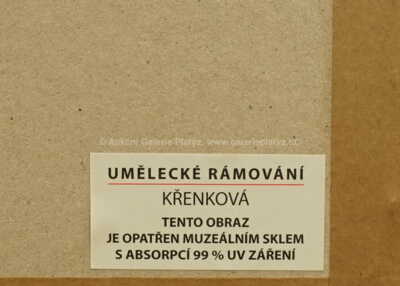 © Aukční Galerie Platýz, www.galerieplatyz.cz
UMĚLECKÉ RÁMOVÁNÍ
KŘENKOVÁ
TENTO OBRAZ
JE OPATŘEN MUZEÁLNÍM SKLEM
S ABSORPCÍ 99 % UV ZÁŘENÍ